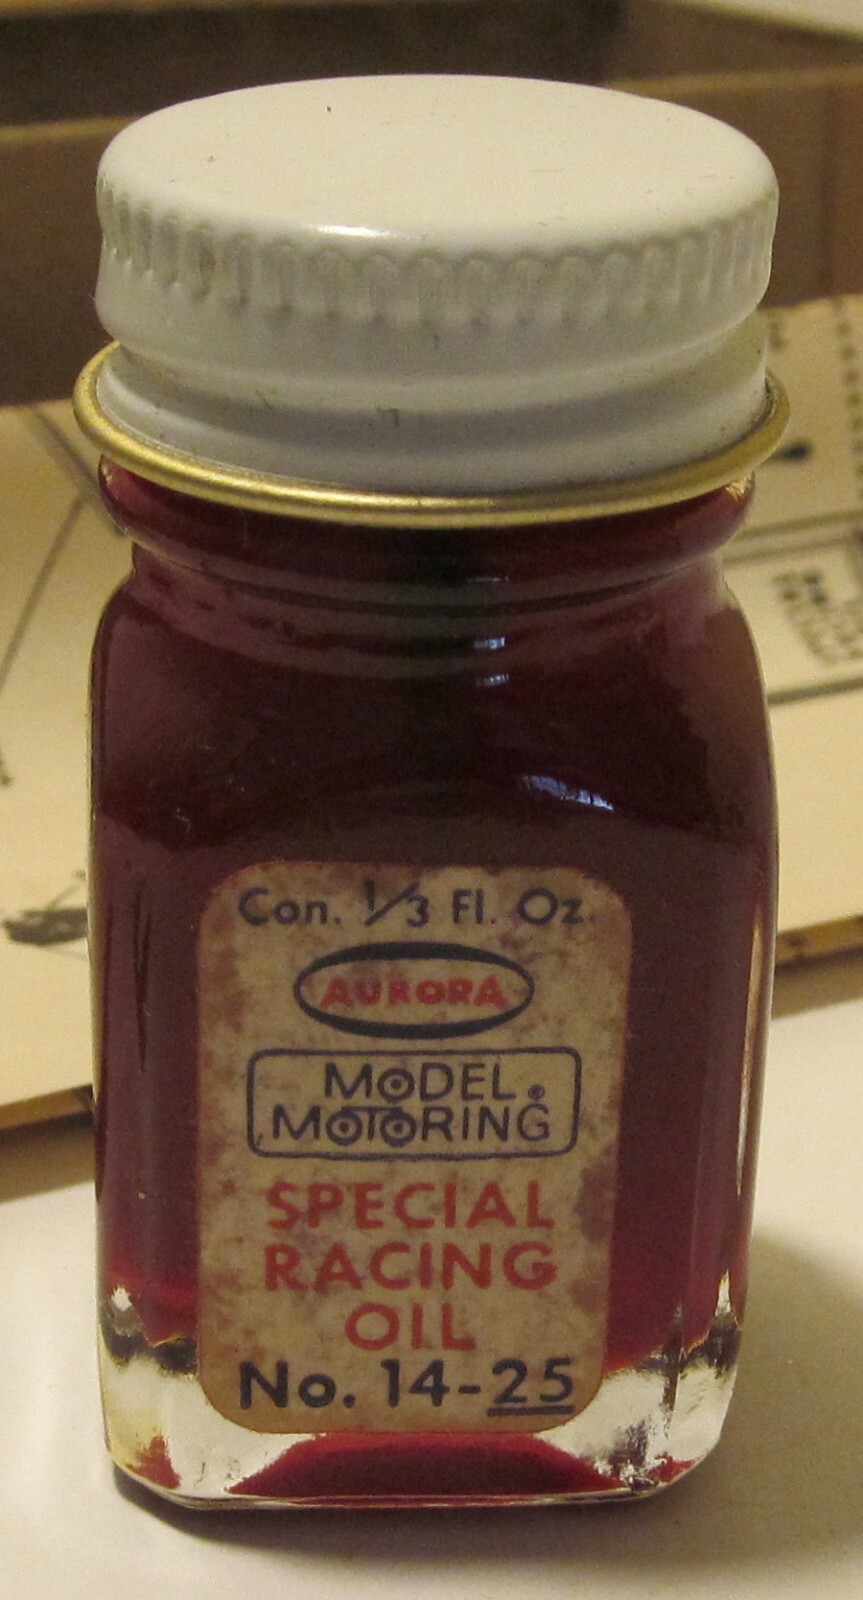 Con. 1/3 Fl. Oz.
AURORA
MODEL
MOTORING®
SPECIAL
RACING
OIL
No. 14-25